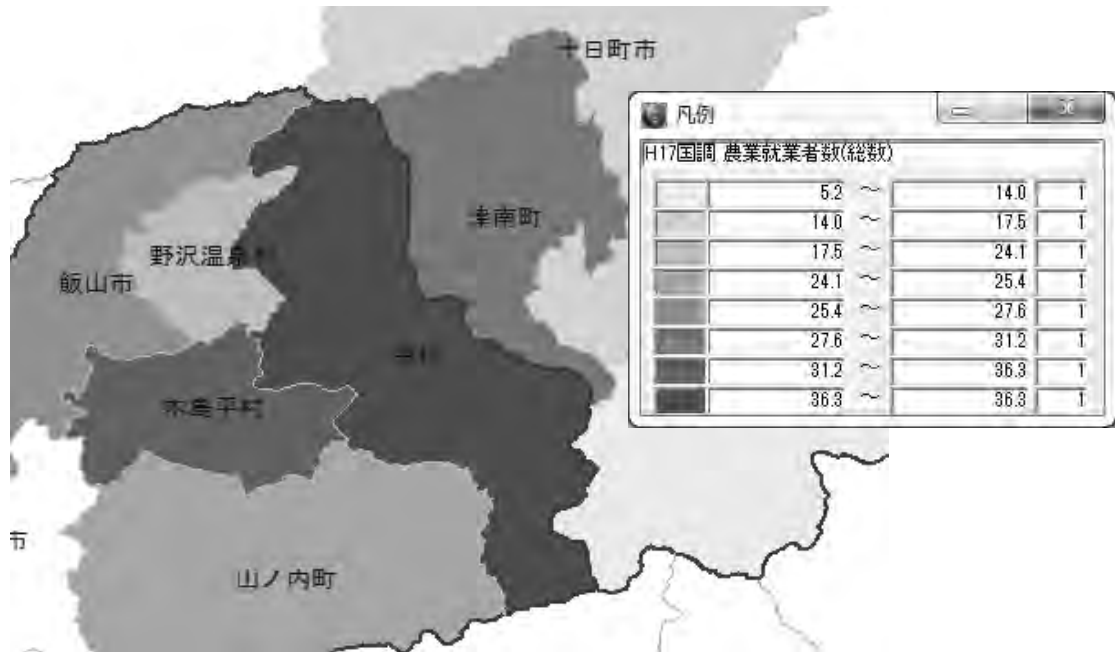 十日町市
凡例
H17国調 農業就業者数(総数)
5.2 ～ 14.0 1
14.0 ～ 17.5 1
17.5 ～ 24.1 1
24.1 ～ 25.4 1
25.4 ～ 27.6 1
27.6 ～ 31.2 1
31.2 ～ 36.3 1
36.3 ～ 36.3 1
津南町
野沢温泉村
飯山市
木島平村
市
山ノ内町